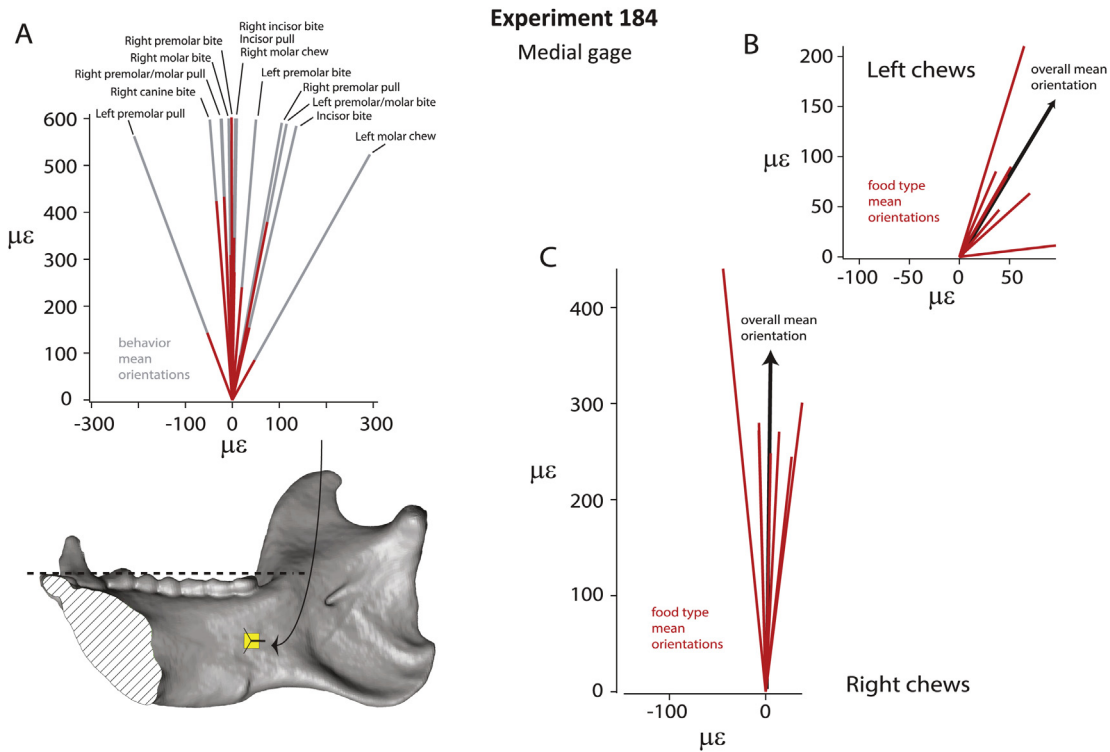 Experiment 184
Medial gage
A
Right incisor bite
Incisor pull
Right molar chew
Right premolar bite
Right molar bite
Right premolar/molar pull
Right canine bite
Left premolar pull
Left premolar bite
Right premolar pull
Left premolar/molar bite
Incisor bite
Left molar chew
600
500
400
300
200
100
0
με
behavior
mean
orientations
-300
-100
0
100
300
με
B
Left chews
overall mean
orientation
200
150
100
50
0
με
food type
mean
orientations
-100
-50
0
50
με
C
overall mean
orientation
400
300
200
100
0
με
food type
mean
orientations
-100
0
με
Right chews